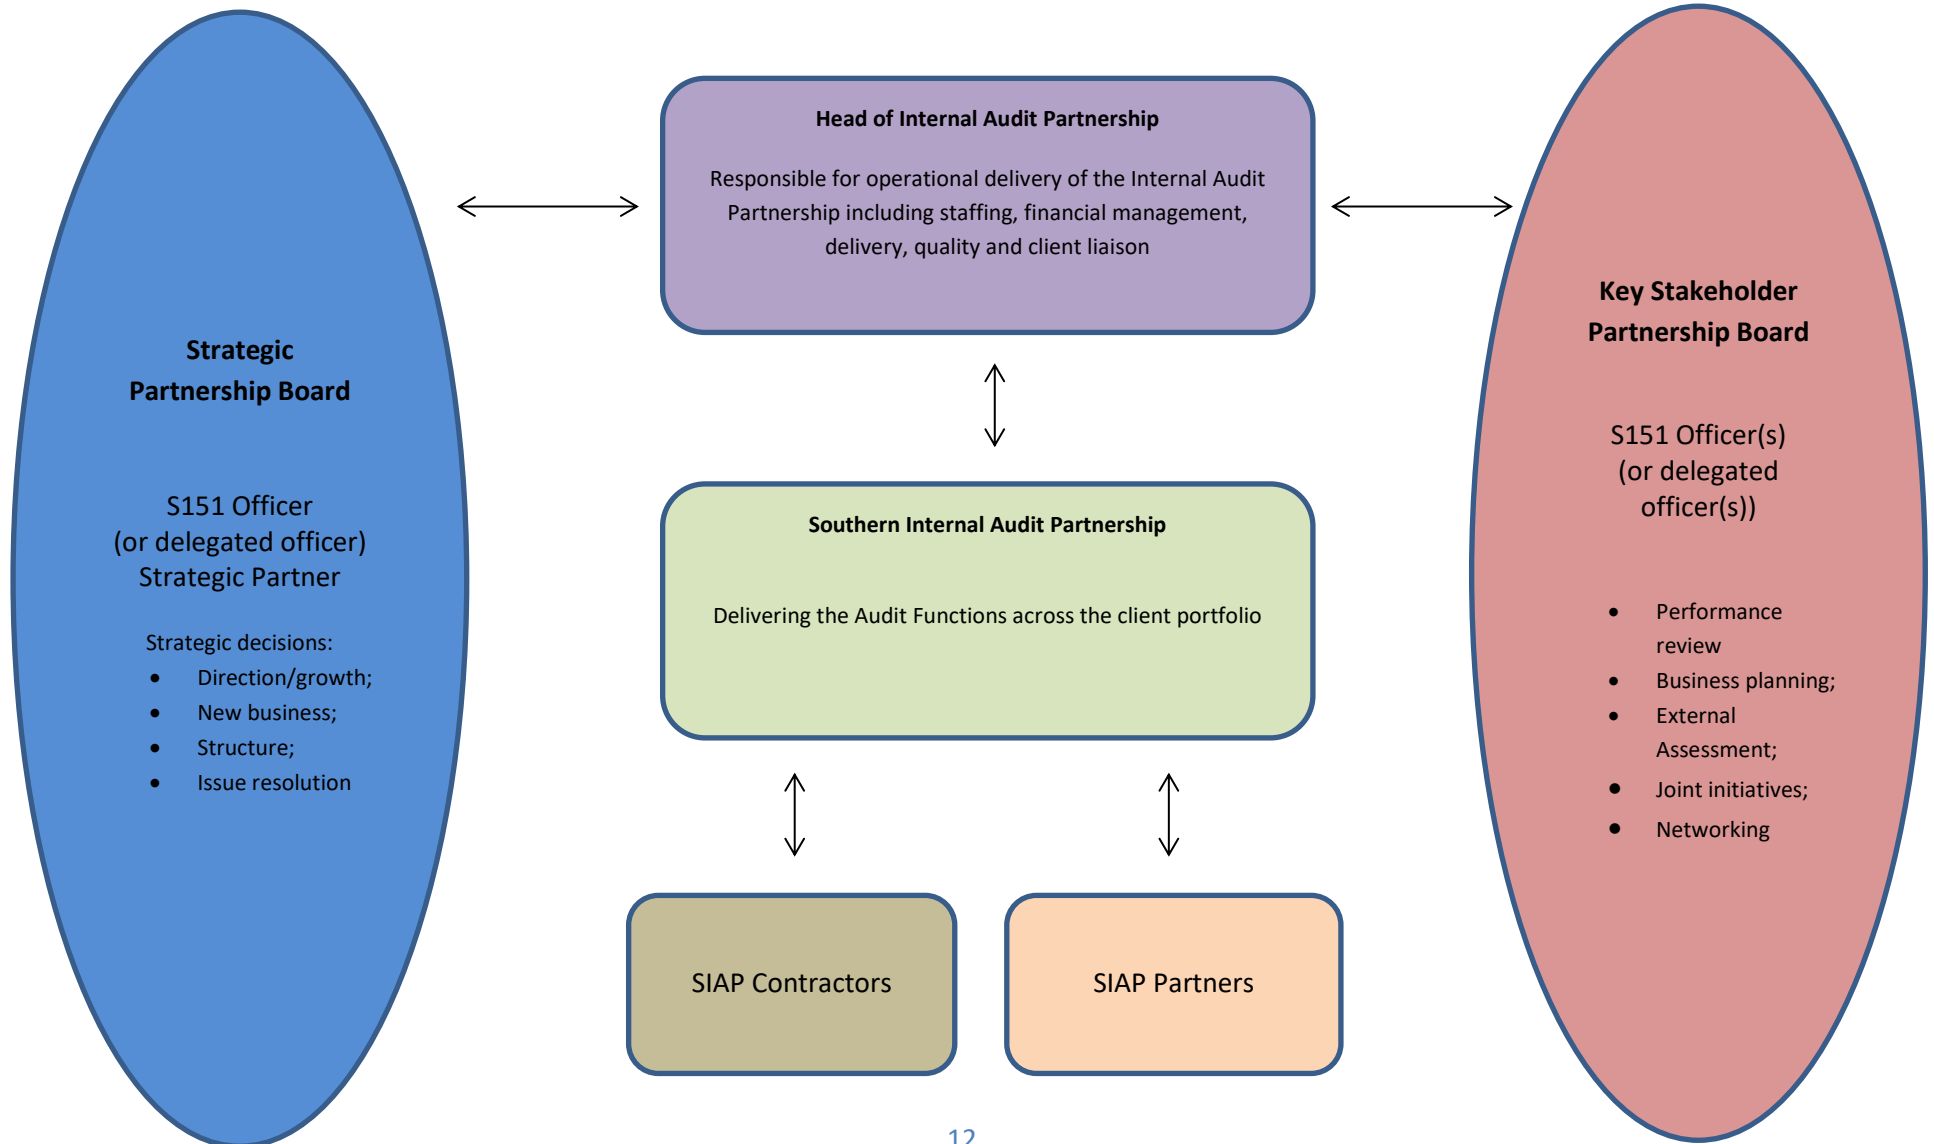 Strategic
Partnership Board
S151 Officer
(or delegated officer)
Strategic Partner
Strategic decisions:
• Direction/growth;
• New business;
• Structure;
• Issue resolution
Head of Internal Audit Partnership
Responsible for operational delivery of the Internal Audit
Partnership including staffing, financial management,
delivery, quality and client liaison
Southern Internal Audit Partnership
Delivering the Audit Functions across the client portfolio
SIAP Contractors
SIAP Partners
Key Stakeholder
Partnership Board
S151 Officer(s)
(or delegated
officer(s))
• Performance
review
• Business planning;
• External
Assessment;
• Joint initiatives;
• Networking
12